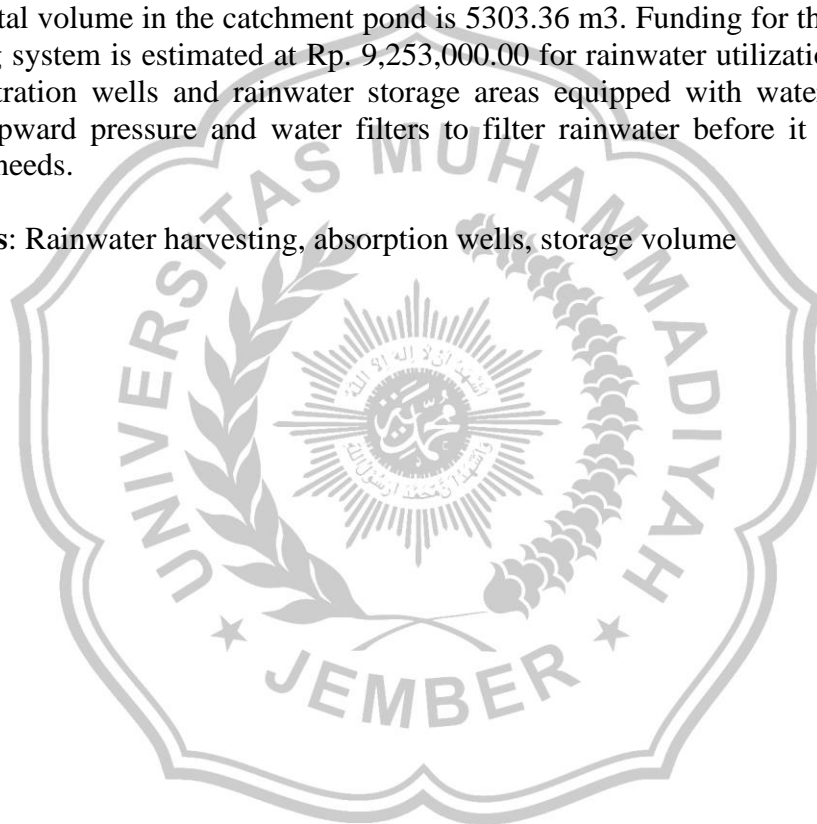 tal volume in the catchment pond is 5303.36 m3. Funding for th
g system is estimated at Rp. 9,253,000.00 for rainwater utilizatio
tration wells and rainwater storage areas equipped with water
pward pressure and water filters to filter rainwater before it
needs.
s: Rainwater harvesting, absorption wells, storage volume
UNIVERSITAS MUHAMMADIYAH
JEMBER
محمد